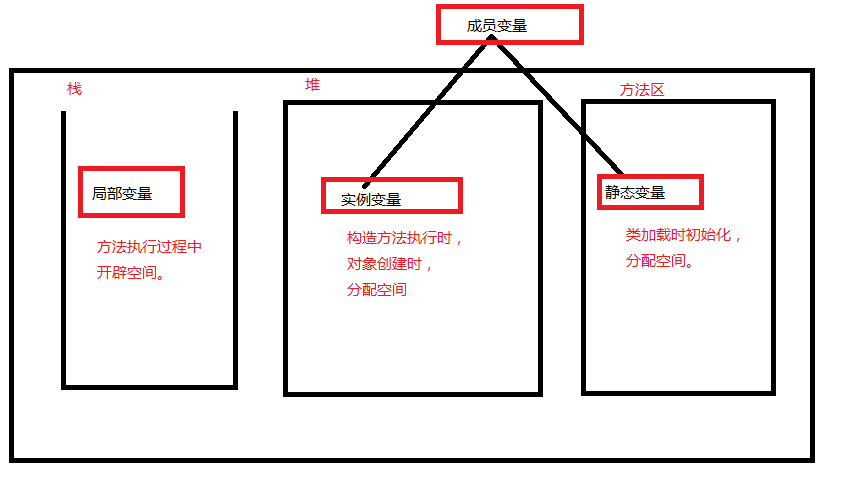 成员变量
栈
堆
方法区
局部变量
方法执行过程中
开辟空间。
实例变量
构造方法执行时，
对象创建时，
分配空间
静态变量
类加载时初始化，
分配空间。